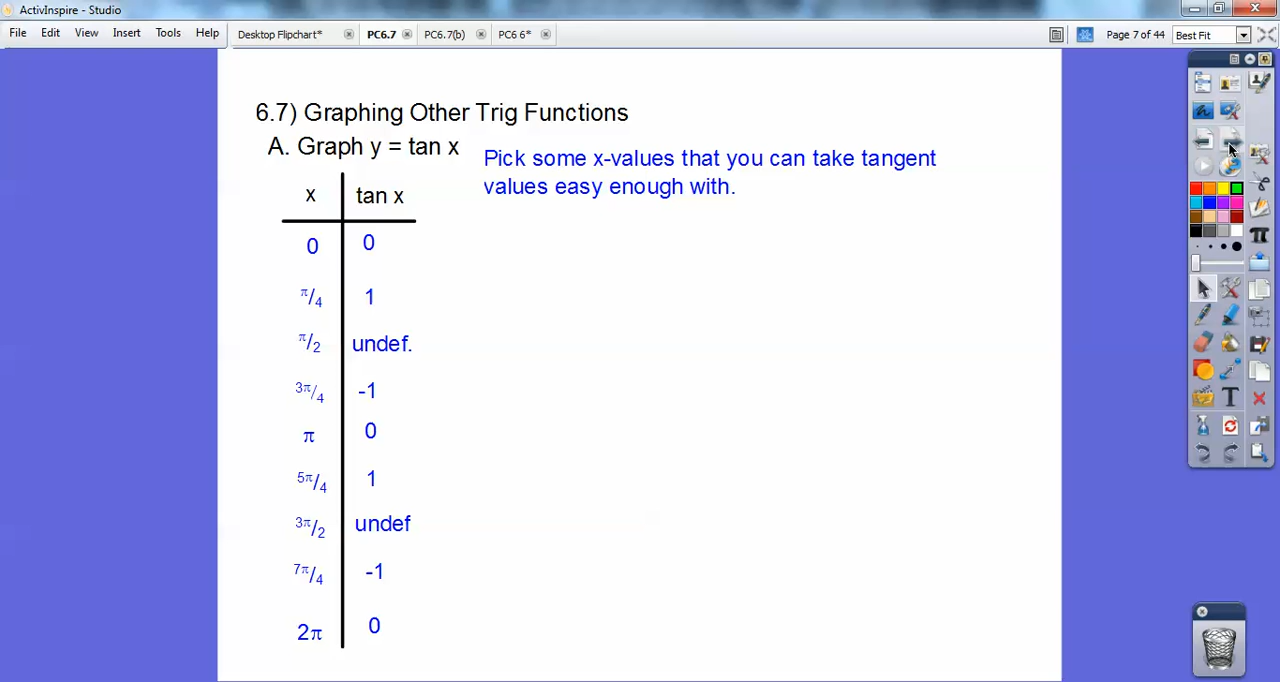 ActivInspire - Studio
File Edit View Insert Tools Help
Desktop Flipchart* PC6.7 PC6.7(b) PC6 6*
Page 7 of 44 Best Fit
6.7) Graphing Other Trig Functions
A. Graph y = tan x
Pick some x-values that you can take tangent
values easy enough with.
x tan x
0 0
π/4 1
π/2 undef.
3π/4 -1
π 0
5π/4 1
3π/2 undef
7π/4 -1
2π 0